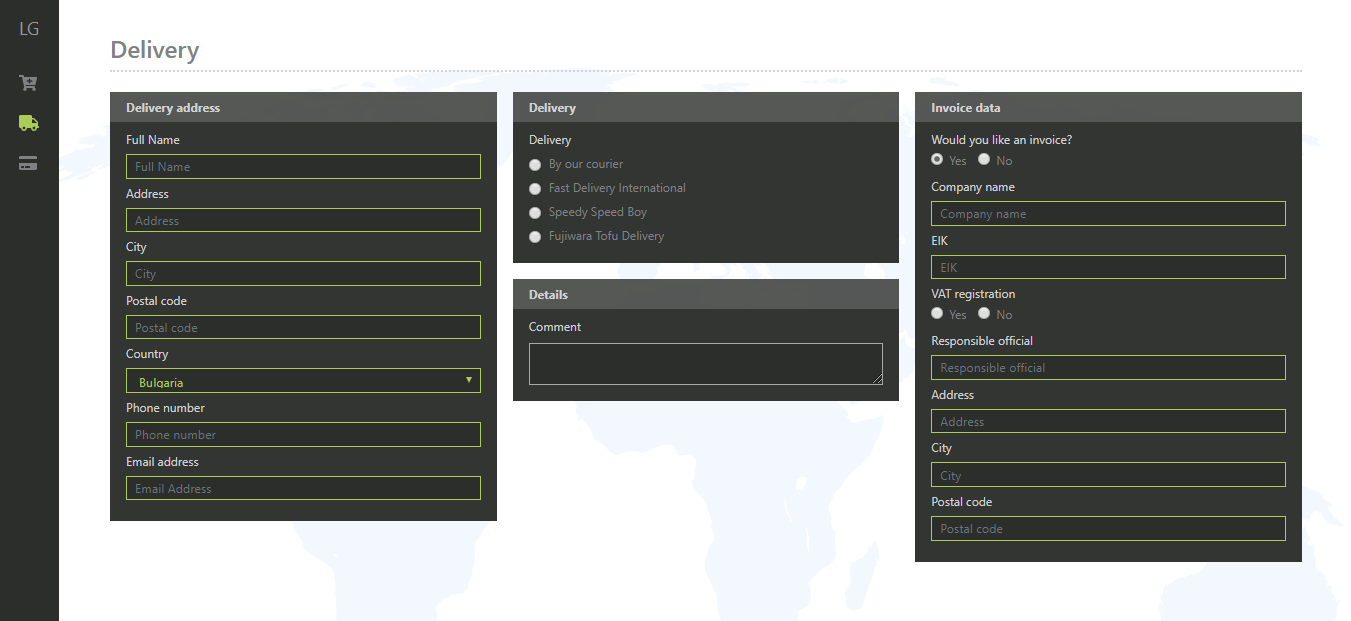 LG
Delivery
Delivery address
Full Name
Full Name
Address
Address
City
City
Postal code
Postal code
Country
Bulgaria
Phone number
Phone number
Email address
Email Address
Delivery
Delivery
By our courier
Fast Delivery International
Speedy Speed Boy
Fujiwara Tofu Delivery
Details
Comment
Invoice data
Would you like an invoice?
Yes No
Company name
Company name
EIK
EIK
VAT registration
Yes No
Responsible official
Responsible official
Address
Address
City
City
Postal code
Postal code